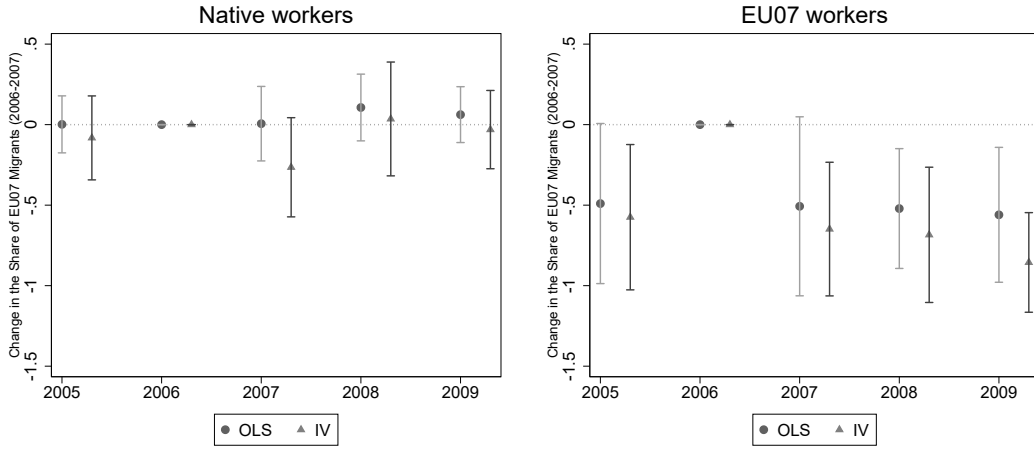 Native workers
Change in the Share of EU07 Migrants (2006-2007)
.5
0
-.5
-1
-1.5
2005 2006 2007 2008 2009
OLS IV
EU07 workers
Change in the Share of EU07 Migrants (2006-2007)
.5
0
-.5
-1
-1.5
2005 2006 2007 2008 2009
OLS IV